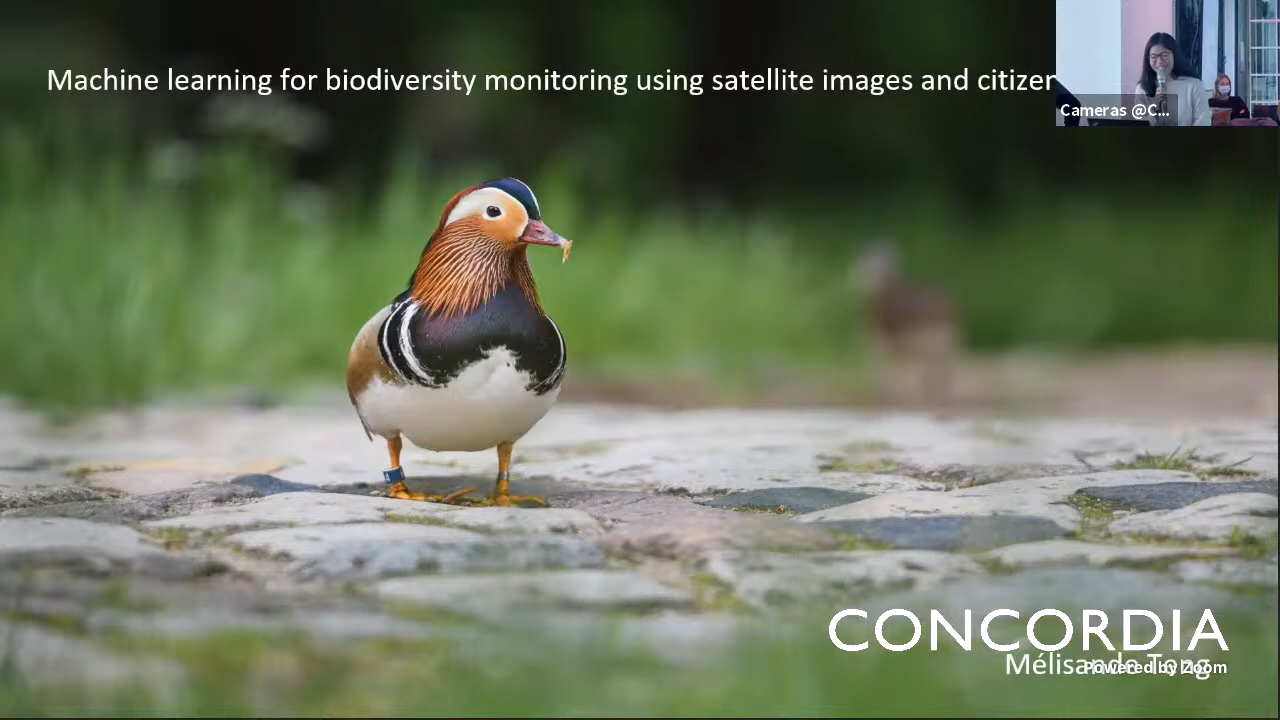 Machine learning for biodiversity monitoring using satellite images and citizen
Cameras @C...
CONCORDIA
Powered by Zoom